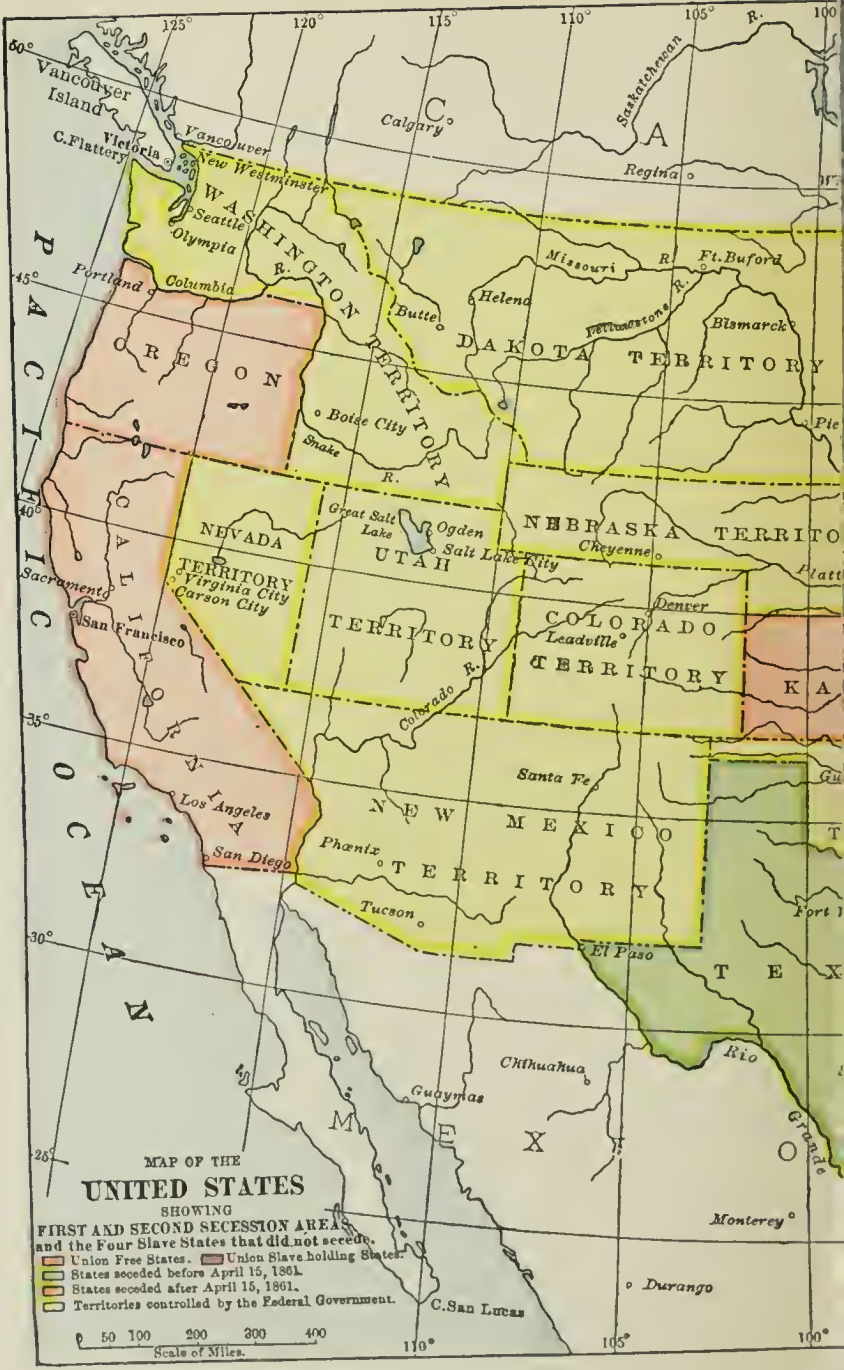 125°
120°
115°
110°
105°
100
50°
Vancouver
Island
C.
Calgary
Saskatchewan
R.
A
Vancouver
Victoria
C. Flattery
New Westminster
Regina
WASHINGTON TERRITORY
Seattle
Olympia
Missouri R.
Ft. Buford
45°
Portland
Columbia
R.
Butte
Helena
Yellowstone R.
Bismarck
DAKOTA TERRITORY
OREGON
Boise City
Snake
R.
Pie
PACIFIC OCEAN
40°
NEVADA
TERRITORY
Virginia City
Carson City
Great Salt
Lake
Ogden
Salt Lake City
UTAH
TERRITORY
NEBRASKA TERRITO
Cheyenne
Platt
Sacramento
San Francisco
CALIFORNIA
Denver
COLORADO
Leadville
TERRITORY
KA
Colorado R.
35°
Santa Fe
Gu
Los Angeles
NEW MEXICO
T
San Diego
Phœnix
TERRITORY
Tucson
Fort
30°
El Paso
TEX
Rio
Grande
Chihuahua
Guaymas
MEX
O
25°
MAP OF THE
UNITED STATES
SHOWING
FIRST AND SECOND SECESSION AREAS
and the Four Slave States that did not secede.
Union Free States. Union Slave holding States.
States seceded before April 15, 1861.
States seceded after April 15, 1861.
Territories controlled by the Federal Government.
0 50 100 200 300 400
Scale of Miles.
Monterey
Durango
C. San Lucas
110°
105°
100°